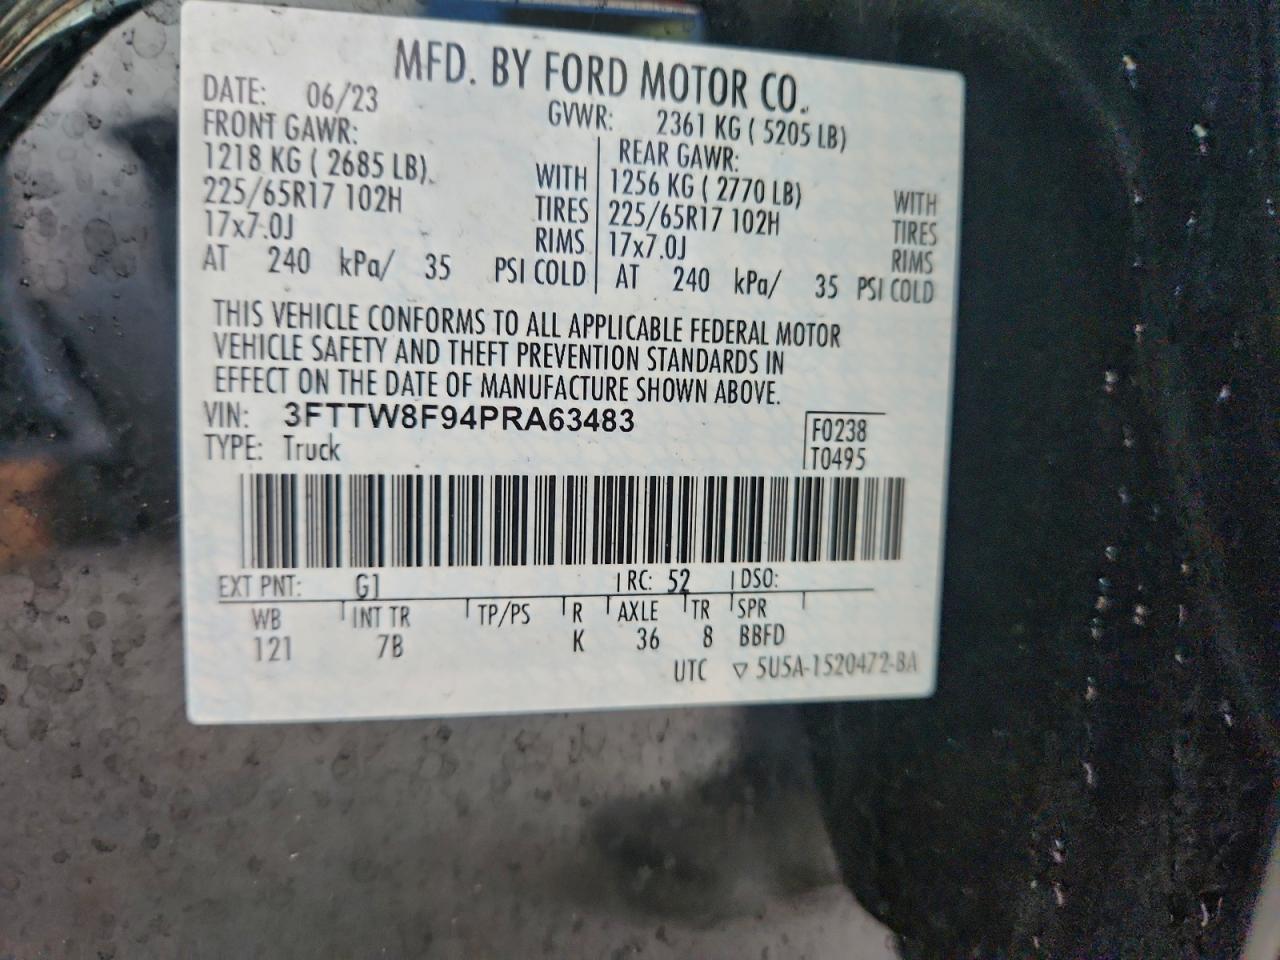 MFD. BY FORD MOTOR CO.
DATE: 06/23 GVWR: 2361 KG ( 5205 LB)
FRONT GAWR: REAR GAWR:
1218 KG ( 2685 LB) WITH 1256 KG ( 2770 LB) WITH
225/65R17 102H TIRES 225/65R17 102H TIRES
17x7.0J RIMS 17x7.0J RIMS
AT 240 kPa/ 35 PSI COLD AT 240 kPa/ 35 PSI COLD
THIS VEHICLE CONFORMS TO ALL APPLICABLE FEDERAL MOTOR
VEHICLE SAFETY AND THEFT PREVENTION STANDARDS IN
EFFECT ON THE DATE OF MANUFACTURE SHOWN ABOVE.
VIN: 3FTTW8F94PRA63483 F0238
TYPE: Truck T0495
EXT PNT: G1 RC: 52 DSO:
WB INT TR TP/PS R AXLE TR SPR
121 7B K 36 8 BBFD
UTC ▽ 5U5A-1520472-BA